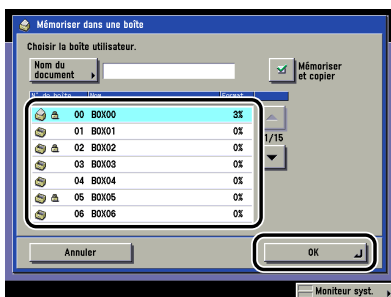 Mémoriser dans une boîte
Choisir la boîte utilisateur.
Nom du
document
Mémoriser
et copier
N° de boîte Nom Format
00 BOX00 3%
01 BOX01 0%
02 BOX02 0%
03 BOX03 0%
04 BOX04 0%
05 BOX05 0%
06 BOX06 0%
1/15
Annuler
OK
Moniteur syst.